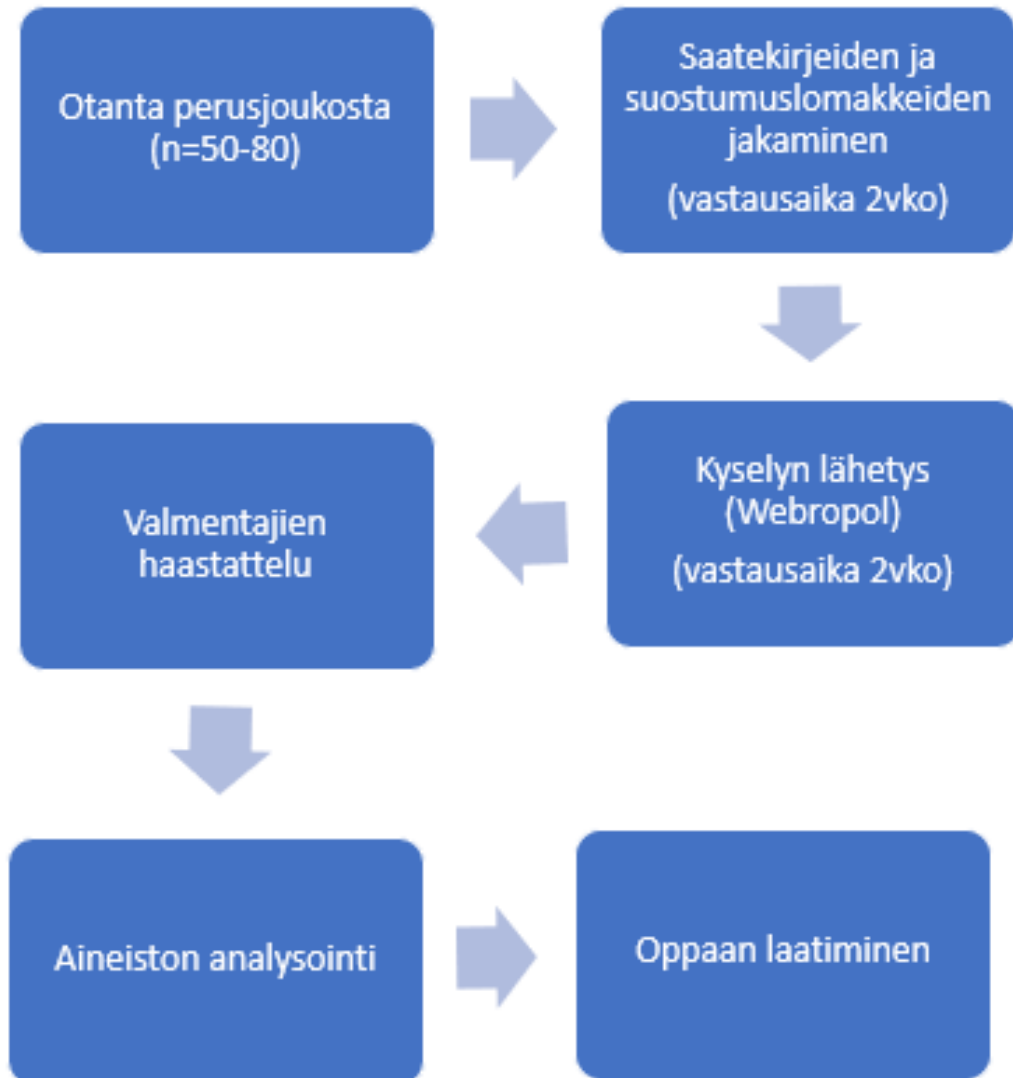 Otanta perusjoukosta
(n=50-80)
Saatekirjeiden ja
suostumuslomakkeiden
jakaminen
(vastausaika 2vko)
Kyselyn lähetys
(Webropol)
(vastausaika 2vko)
Valmentajien
haastattelu
Aineiston analysointi
Oppaan laatiminen